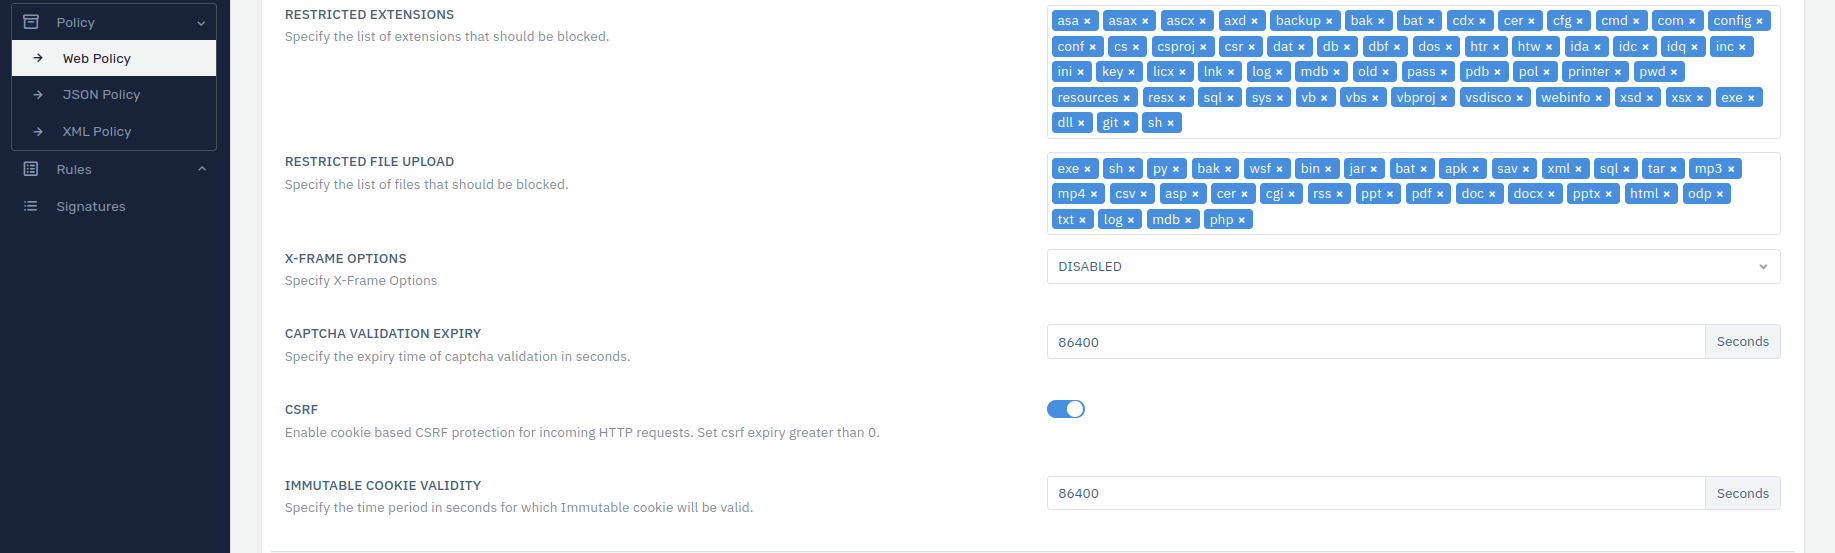 Policy
Web Policy
JSON Policy
XML Policy
Rules
Signatures
RESTRICTED EXTENSIONS
Specify the list of extensions that should be blocked.
asa × asax × ascx × axd × backup × bak × bat × cdx × cer × cfg × cmd × com × config ×
conf × cs × csproj × csr × dat × db × dbf × dos × htr × htw × ida × idc × idq × inc ×
ini × key × licx × lnk × log × mdb × old × pass × pdb × pol × printer × pwd ×
resources × resx × sql × sys × vb × vbs × vbproj × vsdisco × webinfo × xsd × xsx × exe ×
dll × git × sh ×
RESTRICTED FILE UPLOAD
Specify the list of files that should be blocked.
exe × sh × py × bak × wsf × bin × jar × bat × apk × sav × xml × sql × tar × mp3 ×
mp4 × csv × asp × cer × cgi × rss × ppt × pdf × doc × docx × pptx × html × odp ×
txt × log × mdb × php ×
X-FRAME OPTIONS
Specify X-Frame Options
DISABLED
CAPTCHA VALIDATION EXPIRY
Specify the expiry time of captcha validation in seconds.
86400 Seconds
CSRF
Enable cookie based CSRF protection for incoming HTTP requests. Set csrf expiry greater than 0.
IMMUTABLE COOKIE VALIDITY
Specify the time period in seconds for which Immutable cookie will be valid.
86400 Seconds